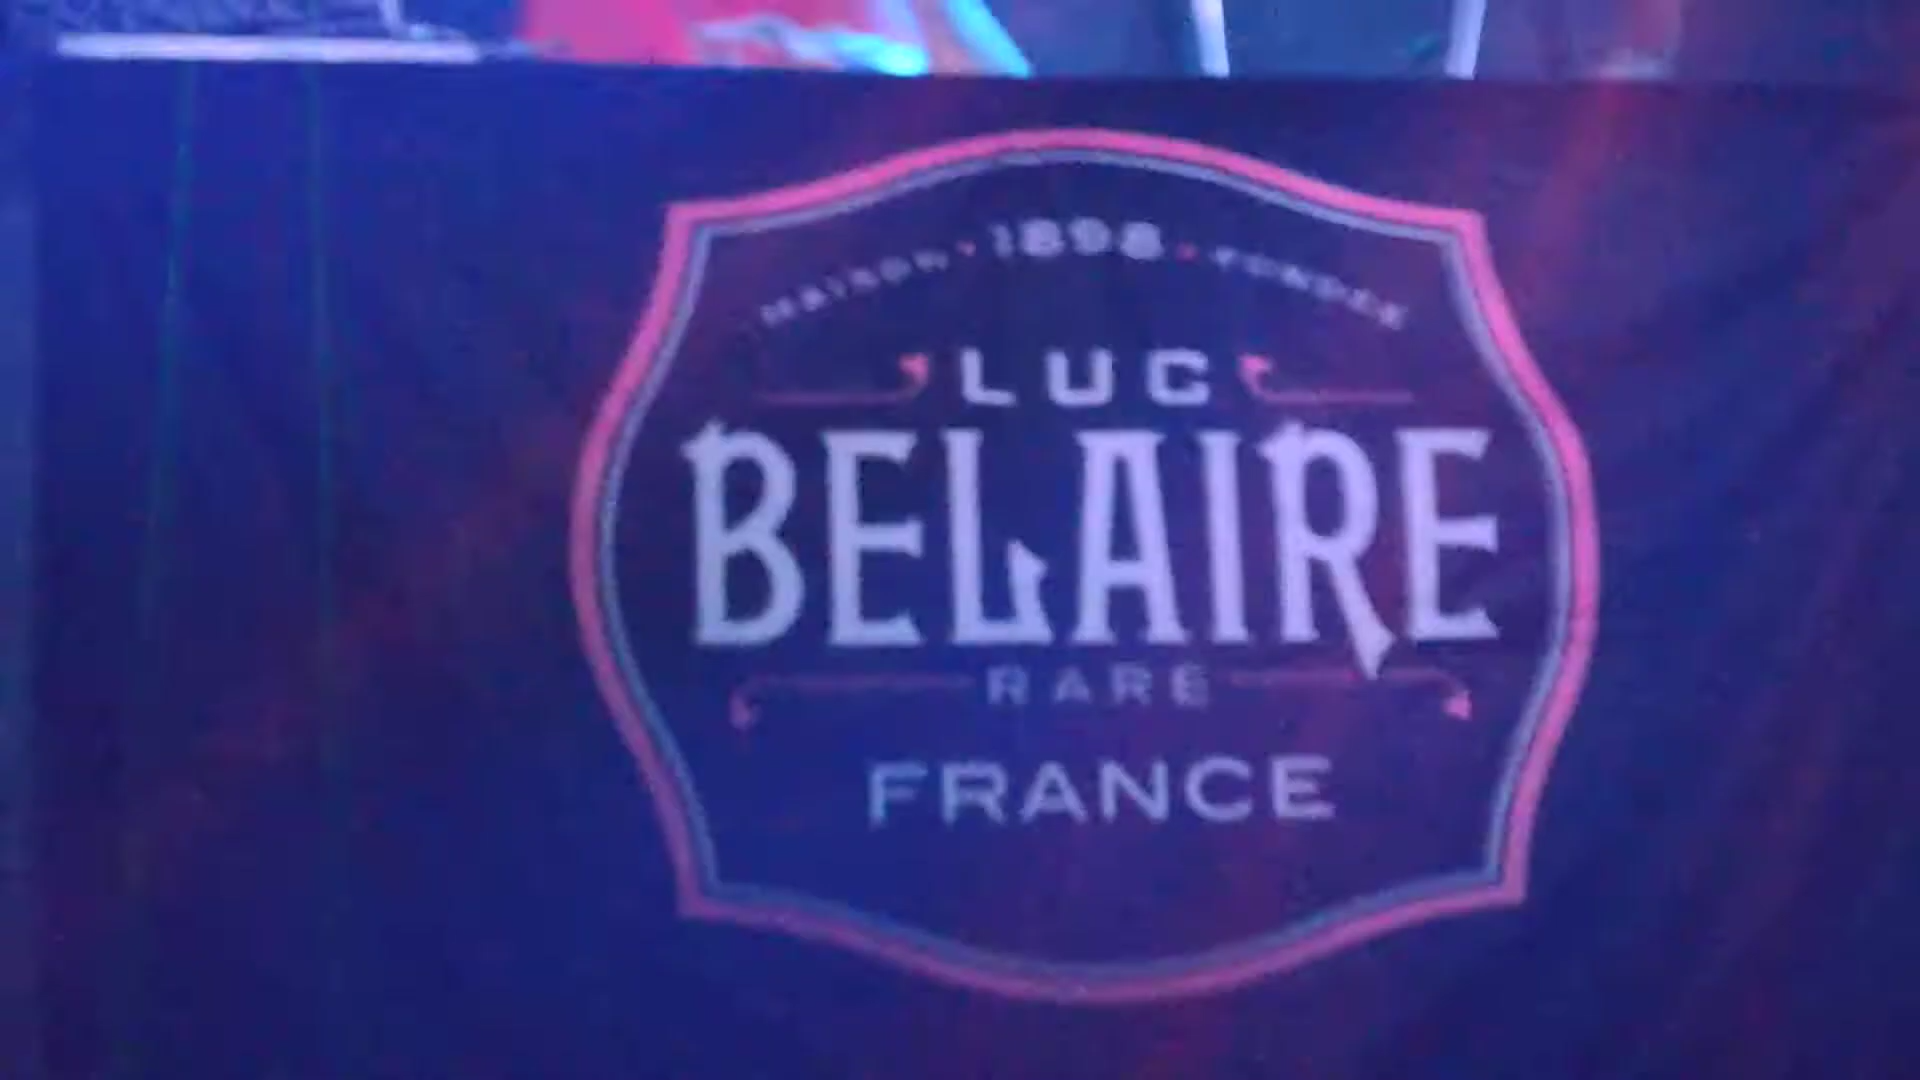 MAISON · 1898 · FONDÉE
LUC
BELAIRE
RARE
FRANCE